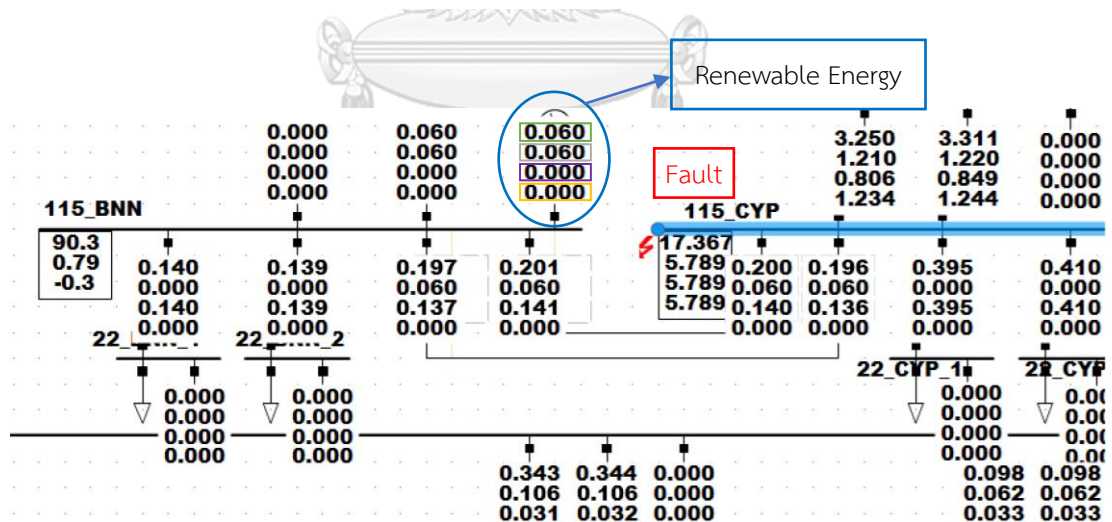 Renewable Energy
0.000 0.060 0.060 3.250 3.311 0.000
0.000 0.060 0.060 1.210 1.220 0.000
0.000 0.000 0.000 Fault 0.806 0.849 0.000
0.000 0.000 0.000 1.234 1.244 0.000
115_BNN 115_CYP
90.3 17.367
0.79 5.789
-0.3 5.789
5.789
0.140 0.139 0.197 0.201 0.200 0.196 0.395 0.410
0.000 0.000 0.060 0.060 0.060 0.060 0.000 0.000
0.140 0.139 0.137 0.141 0.140 0.136 0.395 0.410
0.000 0.000 0.000 0.000 0.000 0.000 0.000 0.000
22_CYP_1 22_CYP
0.000 0.000 0.000
0.000 0.000 0.000
0.000 0.000 0.000
0.000 0.000 0.000
0.343 0.344 0.000 0.098 0.098
0.106 0.106 0.000 0.062 0.062
0.031 0.032 0.000 0.033 0.033